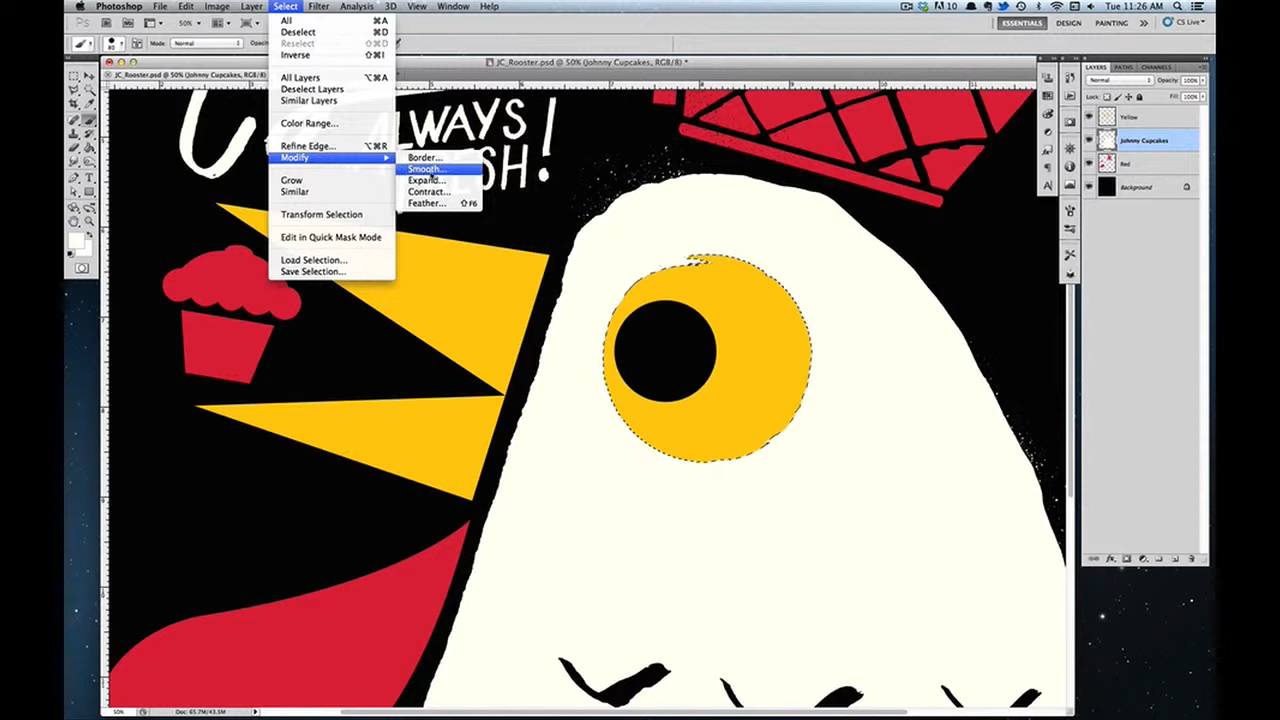 Photoshop File Edit Image Layer Select Filter Analysis 3D View Window Help 10 Tue 11:26 AM
50% ESSENTIALS DESIGN PAINTING CS Live
80 Mode: Normal
JC_Rooster.psd @ 50% (Johnny Cupcakes, RGB/8) *
JC_Rooster.psd @ 50% (Johnny Cupcakes, RGB/8)
All ⌘A
Deselect ⌘D
Reselect ⇧⌘D
Inverse ⇧⌘I
All Layers ⌥⌘A
Deselect Layers
Similar Layers
Color Range...
Refine Edge... ⌥⌘R
Modify
Grow
Similar
Transform Selection
Edit in Quick Mask Mode
Load Selection...
Save Selection...
Border...
Smooth...
Expand...
Contract...
Feather... ⇧F6
ALWAYS
LAYERS CHANNELS PATHS
Normal Opacity: 100%
Lock: Fill: 100%
Yellow
Johnny Cupcakes
Red
Background
50% Doc: 65.7M/43.5M